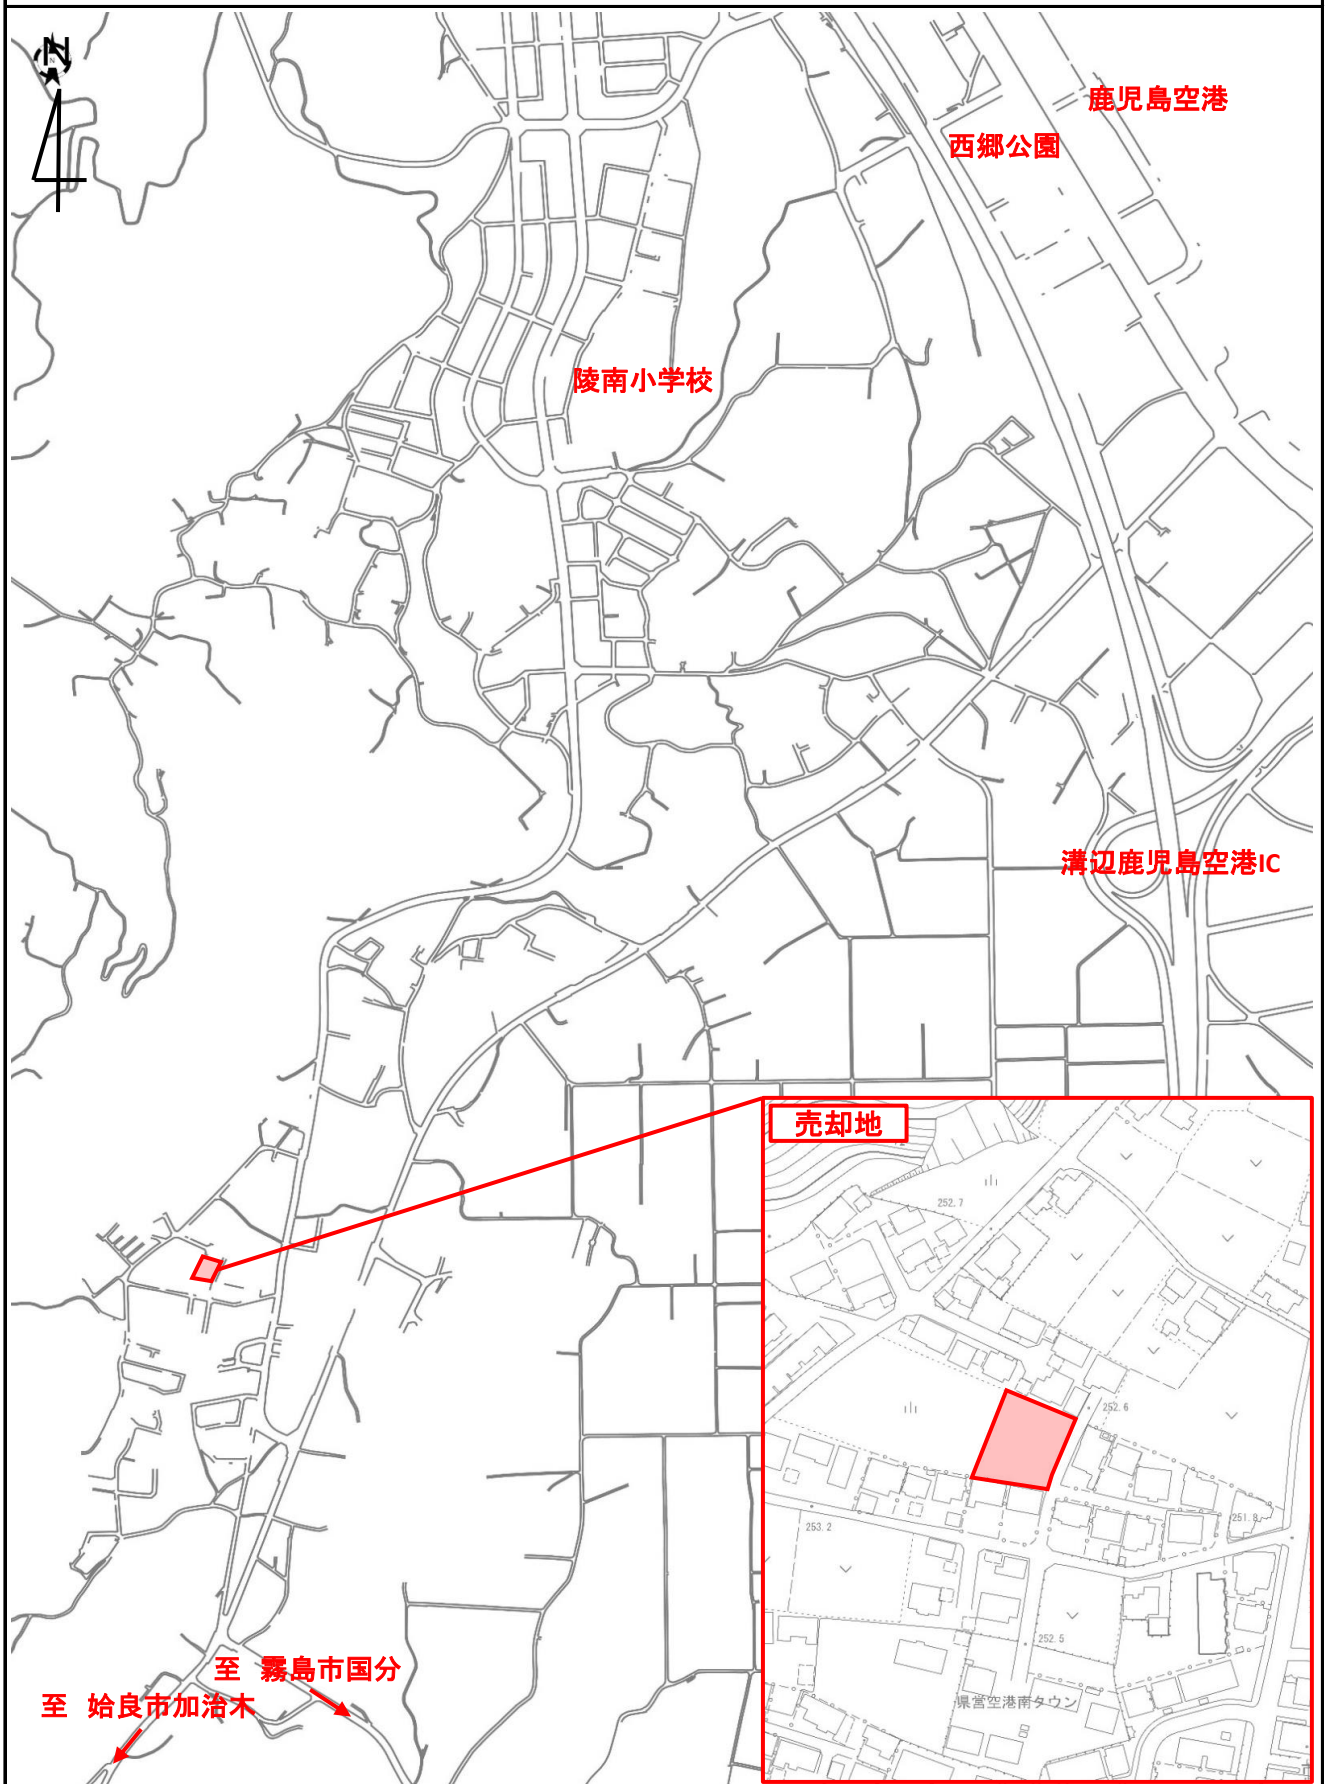 N
N
鹿児島空港
西郷公園
陵南小学校
溝辺鹿児島空港IC
売却地
252.7
252.6
253.2
251.8
252.5
県営空港南タウン
至 霧島市国分
至 姶良市加治木